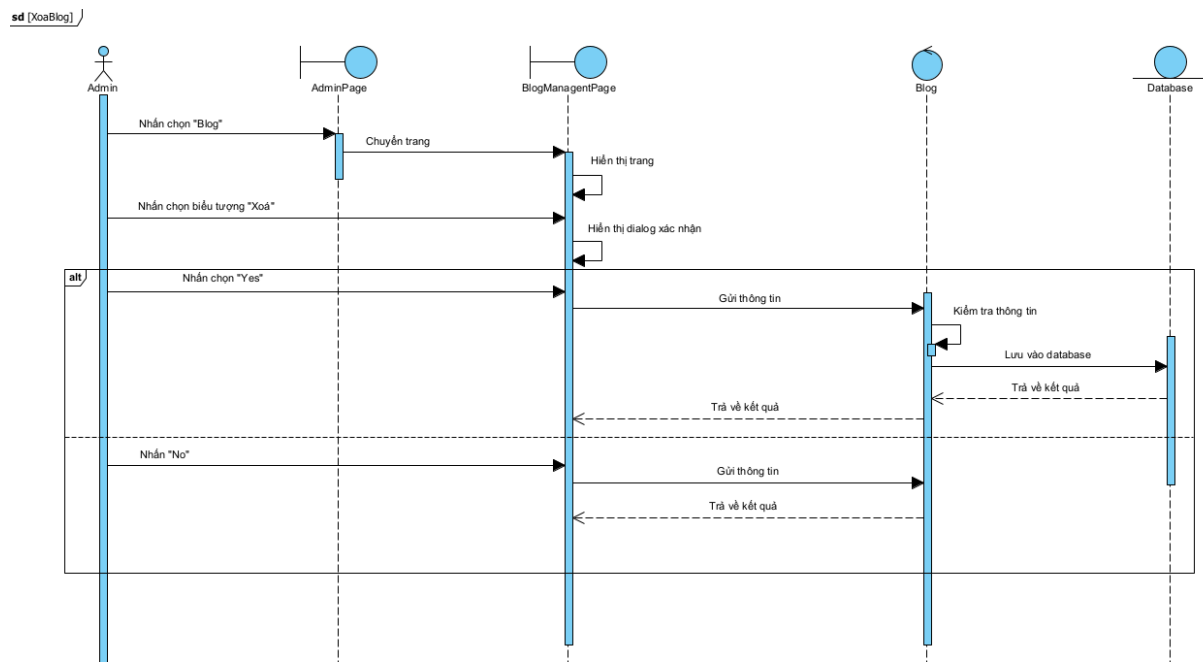 sd [XoaBlog]
Admin
AdminPage
BlogManagentPage
Blog
Database
Nhấn chọn "Blog"
Chuyển trang
Hiển thị trang
Nhấn chọn biểu tượng "Xoá"
Hiển thị dialog xác nhận
alt
Nhấn chọn "Yes"
Gửi thông tin
Kiểm tra thông tin
Lưu vào database
Trả về kết quả
Trả về kết quả
Nhấn "No"
Gửi thông tin
Trả về kết quả